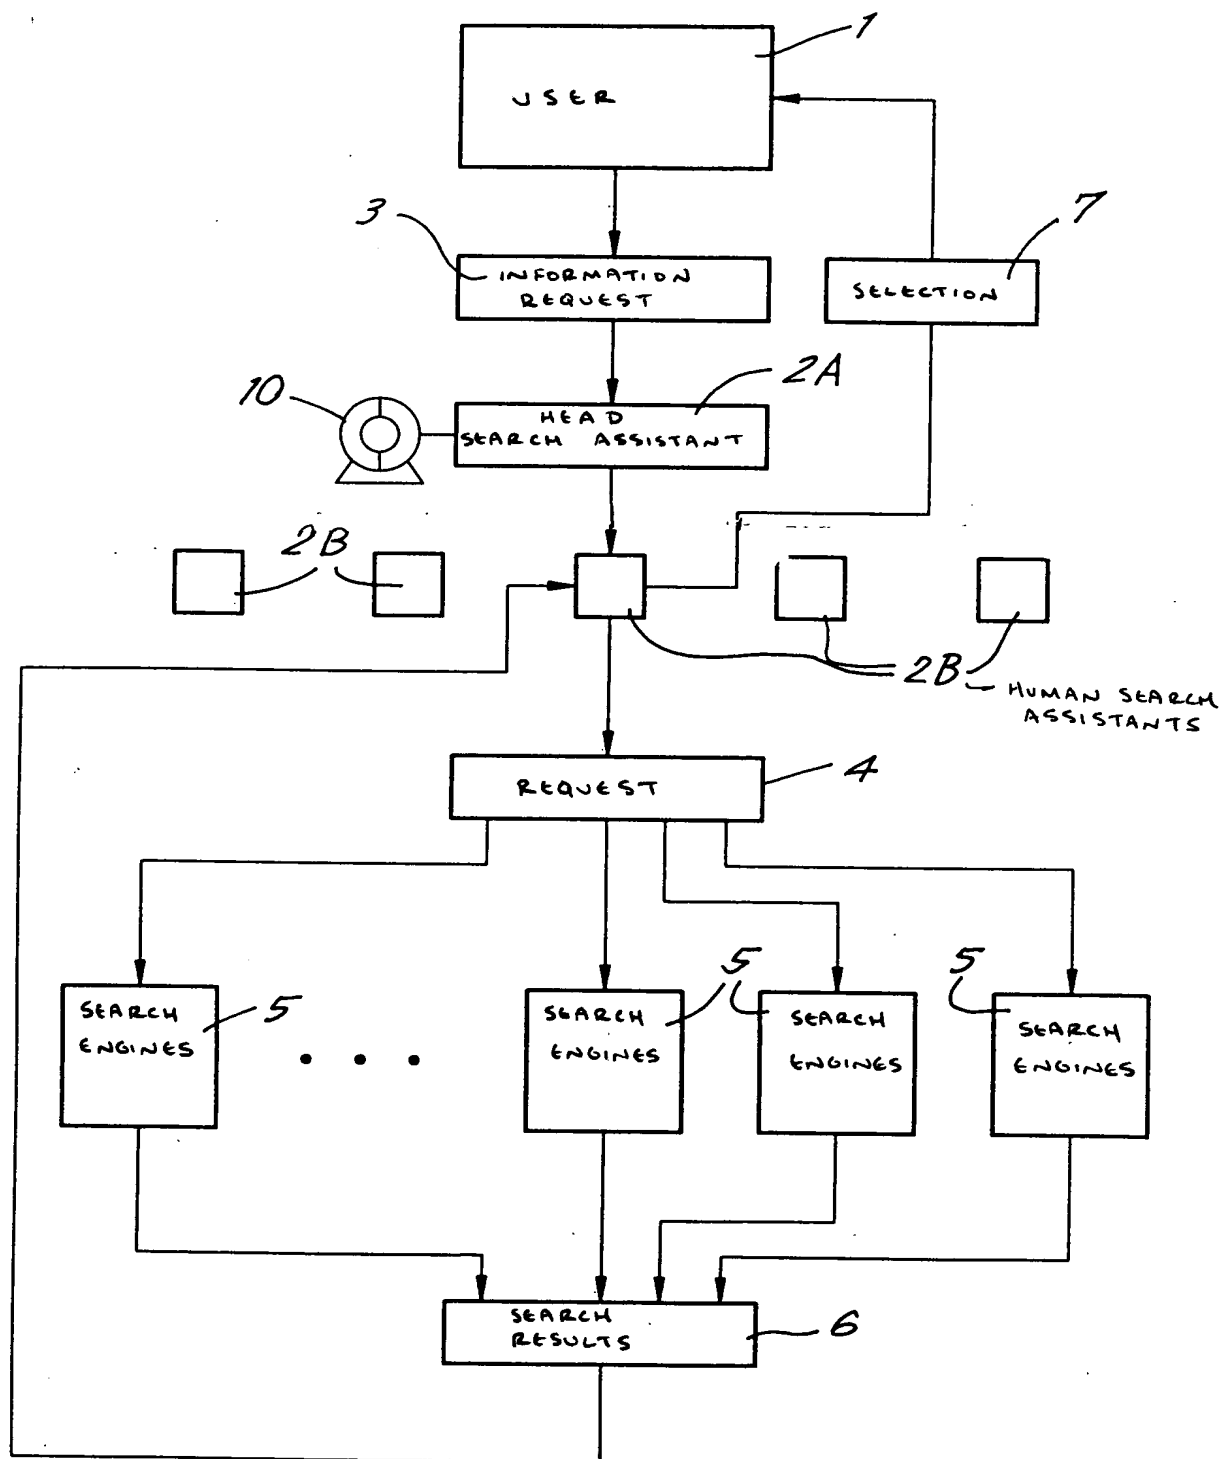 1
USER
3
7
INFORMATION
REQUEST
SELECTION
2A
10
HEAD
SEARCH ASSISTANT
2B
2B
HUMAN SEARCH
ASSISTANTS
REQUEST
4
5
5
SEARCH
ENGINES
5
SEARCH
ENGINES
SEARCH
ENGINES
SEARCH
ENGINES
SEARCH
RESULTS
6